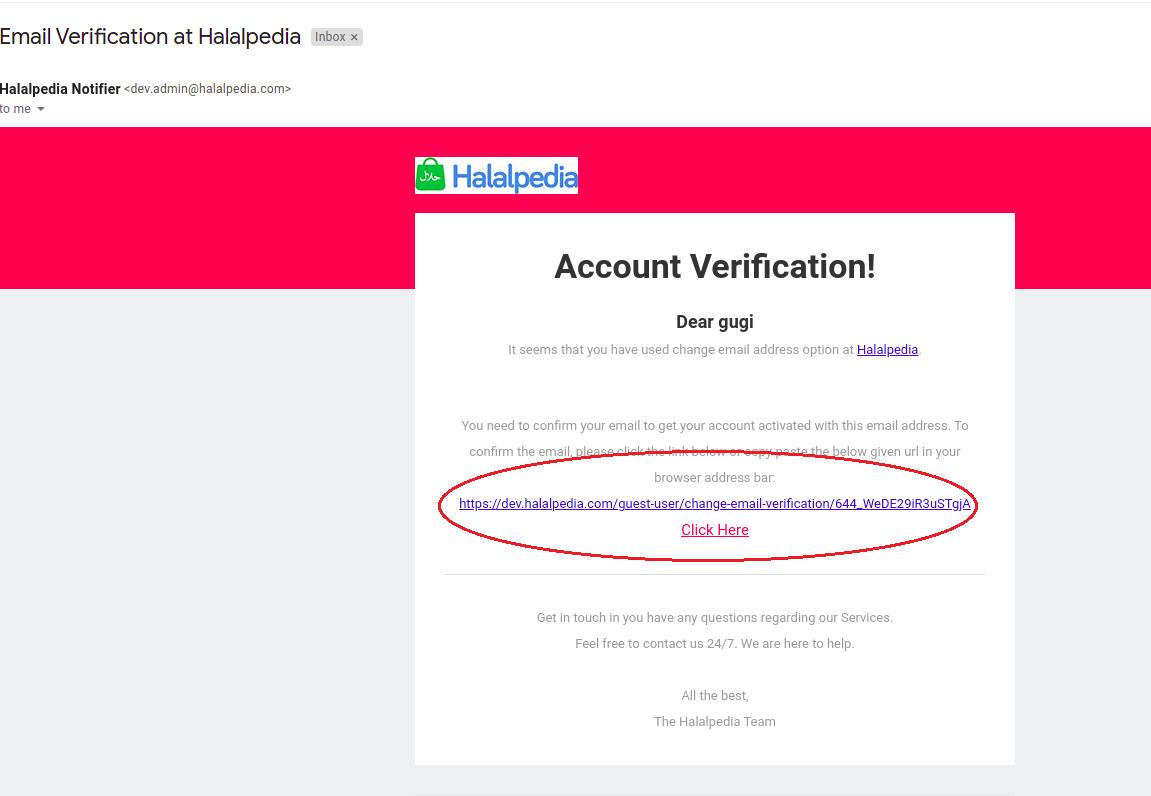 Email Verification at Halalpedia Inbox ×
Halalpedia Notifier <dev.admin@halalpedia.com>
to me
حلال Halalpedia
Account Verification!
Dear gugi
It seems that you have used change email address option at Halalpedia.
You need to confirm your email to get your account activated with this email address. To
confirm the email, please click the link below or copy paste the below given url in your
browser address bar:
https://dev.halalpedia.com/guest-user/change-email-verification/644_WeDE29iR3uSTgjA
Click Here
Get in touch in you have any questions regarding our Services.
Feel free to contact us 24/7. We are here to help.
All the best,
The Halalpedia Team